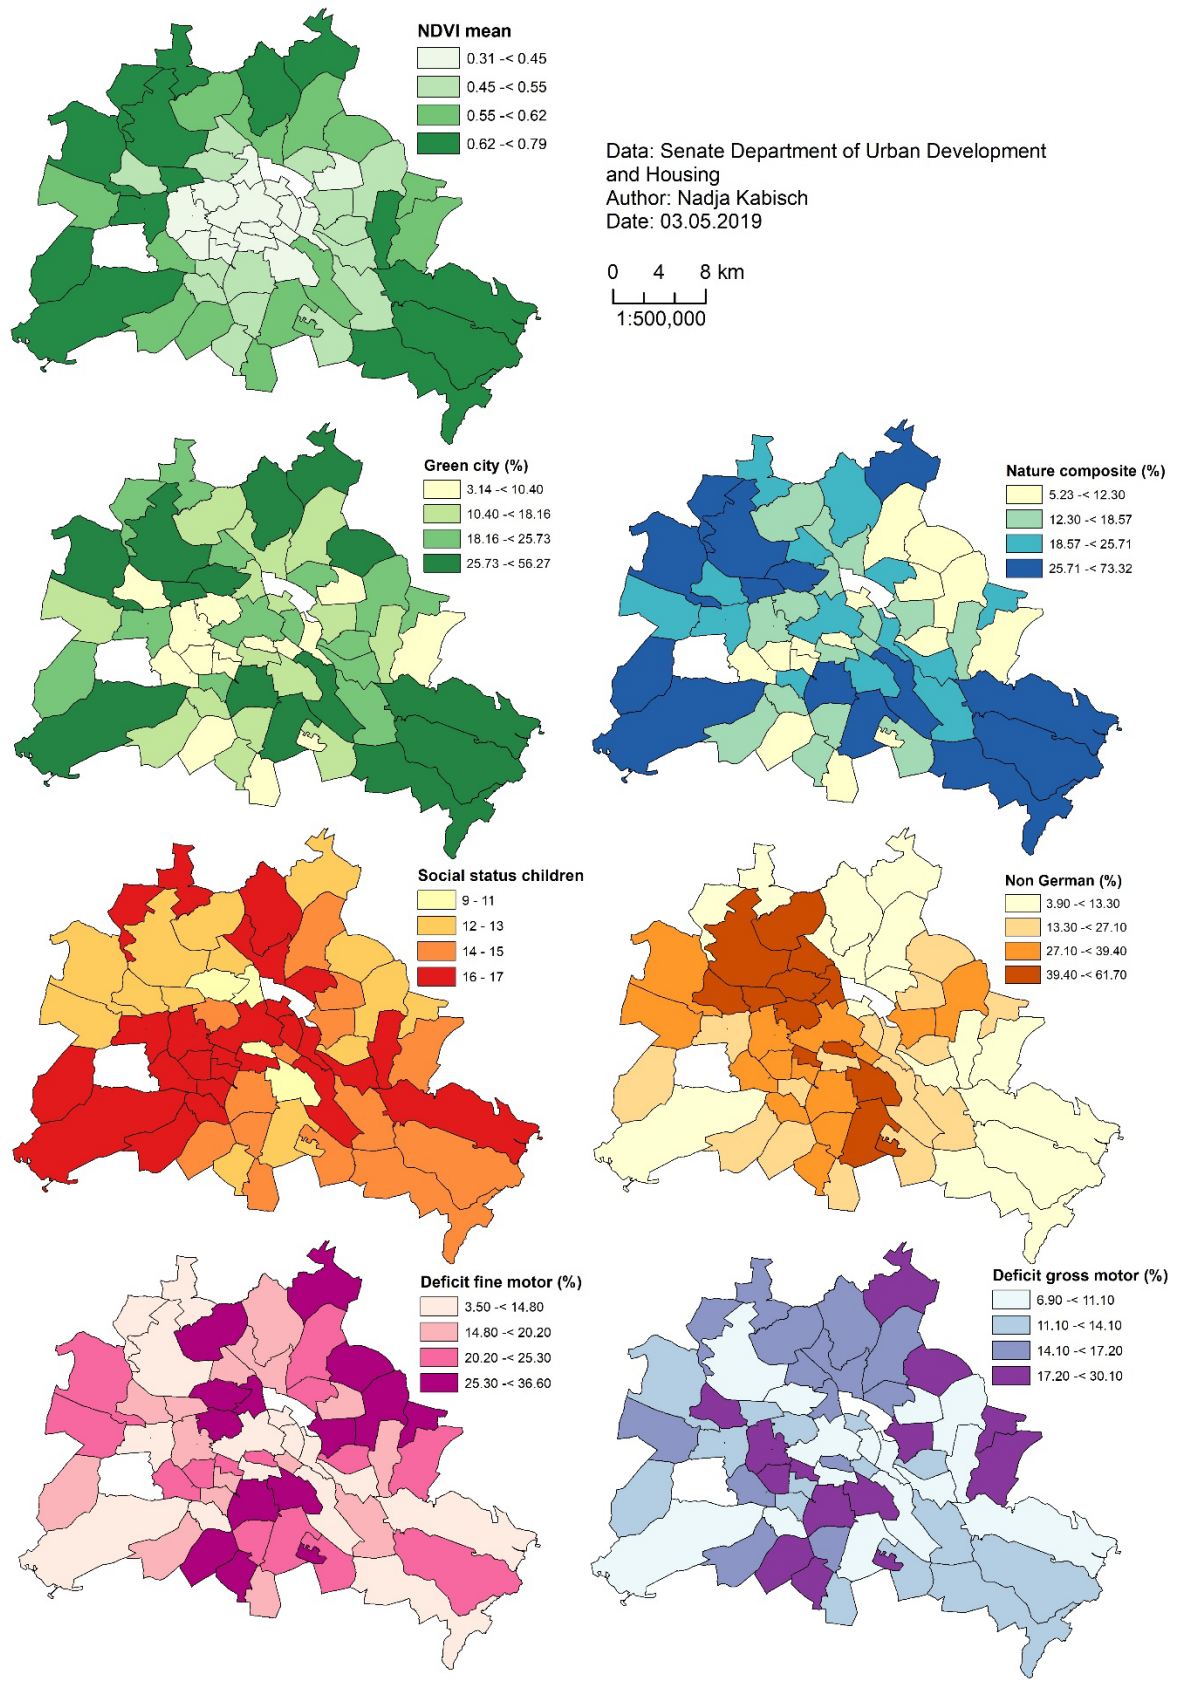 NDVI mean
0.31 -< 0.45
0.45 -< 0.55
0.55 -< 0.62
0.62 -< 0.79
Data: Senate Department of Urban Development
and Housing
Author: Nadja Kabisch
Date: 03.05.2019
0 4 8 km
1:500,000
Green city (%)
3.14 -< 10.40
10.40 -< 18.16
18.16 -< 25.73
25.73 -< 56.27
Nature composite (%)
5.23 -< 12.30
12.30 -< 18.57
18.57 -< 25.71
25.71 -< 73.32
Social status children
9 - 11
12 - 13
14 - 15
16 - 17
Non German (%)
3.90 -< 13.30
13.30 -< 27.10
27.10 -< 39.40
39.40 -< 61.70
Deficit fine motor (%)
3.50 -< 14.80
14.80 -< 20.20
20.20 -< 25.30
25.30 -< 36.60
Deficit gross motor (%)
6.90 -< 11.10
11.10 -< 14.10
14.10 -< 17.20
17.20 -< 30.10